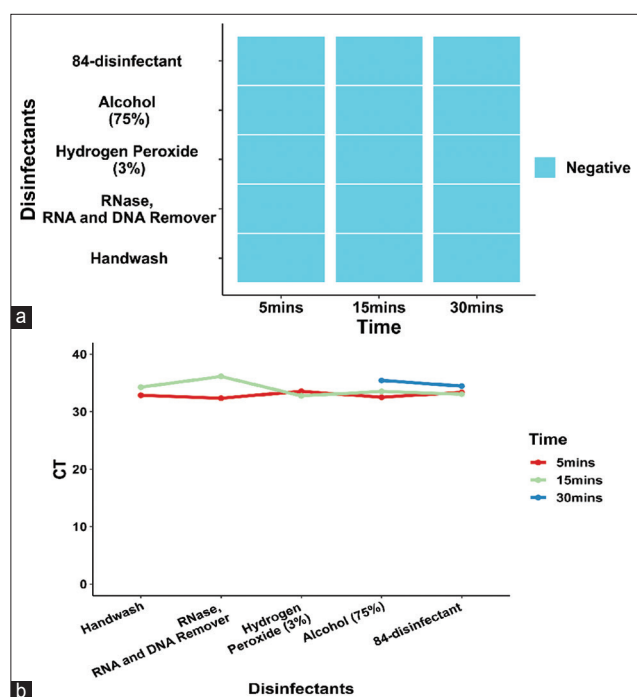 84-disinfectant
Alcohol
(75%)
Hydrogen Peroxide
(3%)
RNase,
RNA and DNA Remover
Handwash
Disinfectants
Negative
5mins
15mins
30mins
Time
a
40
30
20
10
0
CT
Time
5mins
15mins
30mins
Handwash
RNase,
RNA and DNA Remover
Hydrogen
Peroxide (3%)
Alcohol (75%)
84-disinfectant
Disinfectants
b